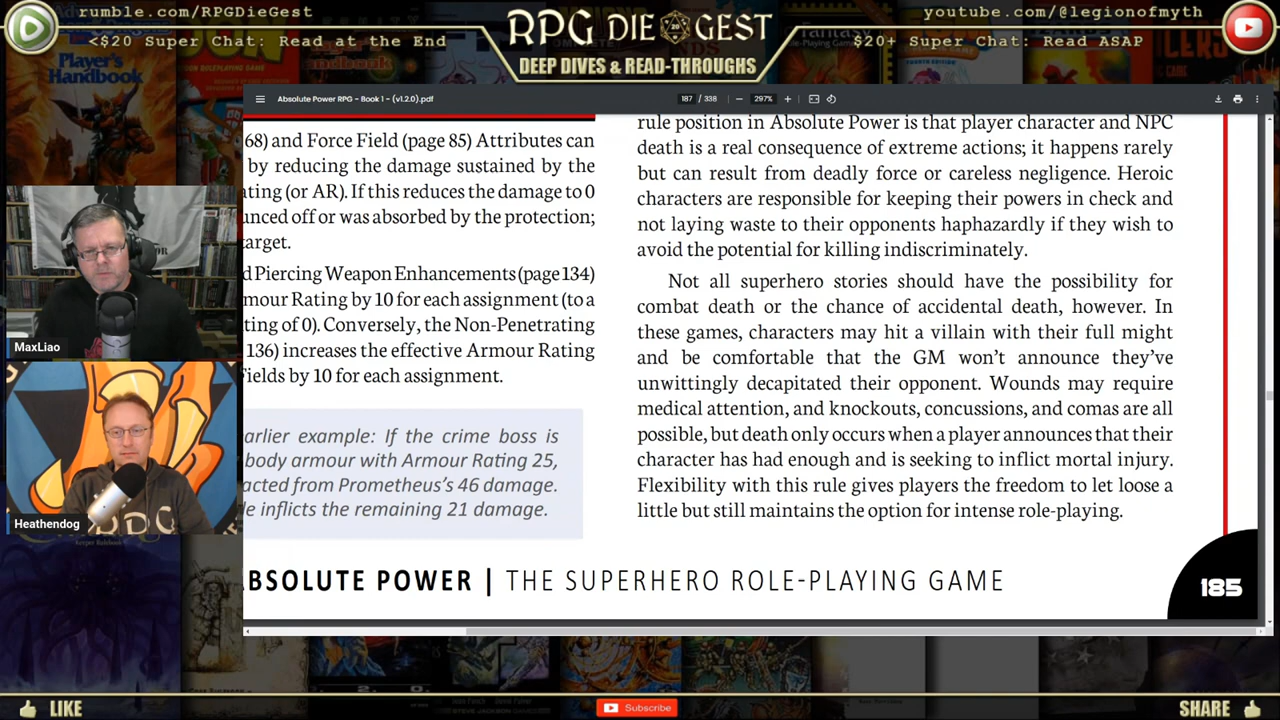 rumble.com/RPGDieGest
<$20 Super Chat: Read at the End
RPG DIE GEST
DEEP DIVES & READ-THROUGHS
youtube.com/@legionofmyth
$20+ Super Chat: Read ASAP
Player's
Handbook
Absolute Power RPG - Book 1 - (v1.2.0).pdf
187 / 338
297%
68) and Force Field (page 85) Attributes can
by reducing the damage sustained by the
ating (or AR). If this reduces the damage to 0
unced off or was absorbed by the protection;
target.
d Piercing Weapon Enhancements (page 134)
mour Rating by 10 for each assignment (to a
ting of 0). Conversely, the Non-Penetrating
136) increases the effective Armour Rating
Fields by 10 for each assignment.
arlier example: If the crime boss is
body armour with Armour Rating 25,
acted from Prometheus's 46 damage.
le inflicts the remaining 21 damage.
rule position in Absolute Power is that player character and NPC
death is a real consequence of extreme actions; it happens rarely
but can result from deadly force or careless negligence. Heroic
characters are responsible for keeping their powers in check and
not laying waste to their opponents haphazardly if they wish to
avoid the potential for killing indiscriminately.
Not all superhero stories should have the possibility for
combat death or the chance of accidental death, however. In
these games, characters may hit a villain with their full might
and be comfortable that the GM won't announce they've
unwittingly decapitated their opponent. Wounds may require
medical attention, and knockouts, concussions, and comas are all
possible, but death only occurs when a player announces that their
character has had enough and is seeking to inflict mortal injury.
Flexibility with this rule gives players the freedom to let loose a
little but still maintains the option for intense role-playing.
BSOLUTE POWER | THE SUPERHERO ROLE-PLAYING GAME
185
MaxLiao
Heathendog
LIKE
Subscribe
SHARE